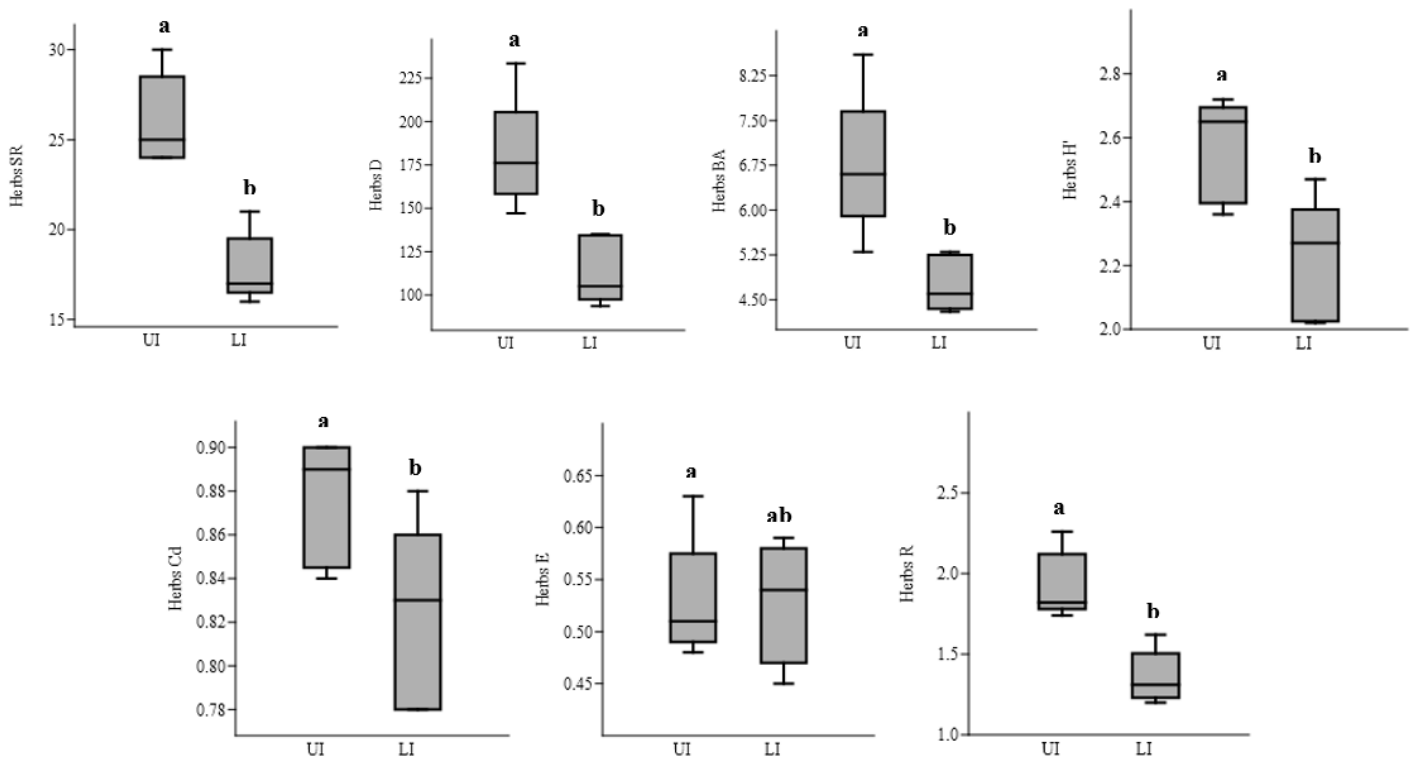 a
b
30
25
20
15
Herbs SR
UI LI
a
b
225
200
175
150
125
100
Herbs D
UI LI
a
b
8.25
7.50
6.75
6.00
5.25
4.50
Herbs BA
UI LI
a
b
2.8
2.6
2.4
2.2
2.0
Herbs H'
UI LI
a
b
0.90
0.88
0.86
0.84
0.82
0.80
0.78
Herbs Cd
UI LI
a
ab
0.65
0.60
0.55
0.50
0.45
Herbs E
UI LI
a
b
2.5
2.0
1.5
1.0
Herbs R
UI LI